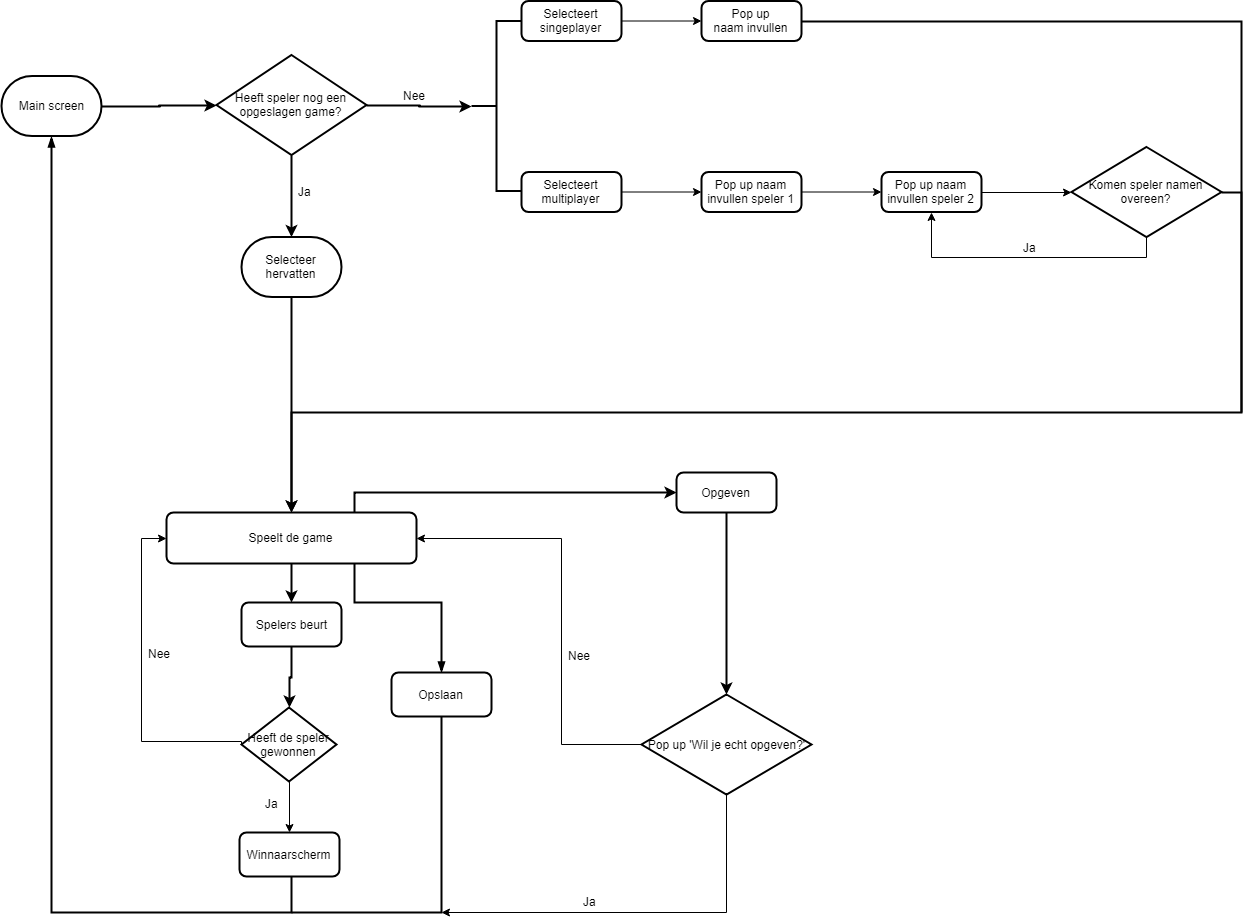 Selecteert
singeplayer
Pop up
naam invullen
Main screen
Heeft speler nog een
opgeslagen game?
Nee
Ja
Selecteert
multiplayer
Pop up naam
invullen speler 1
Pop up naam
invullen speler 2
Komen speler namen
overeen?
Ja
Selecteer
hervatten
Opgeven
Speelt de game
Spelers beurt
Nee
Nee
Opslaan
Heeft de speler
gewonnen
Pop up 'Wil je echt opgeven?'
Ja
Winnaarscherm
Ja